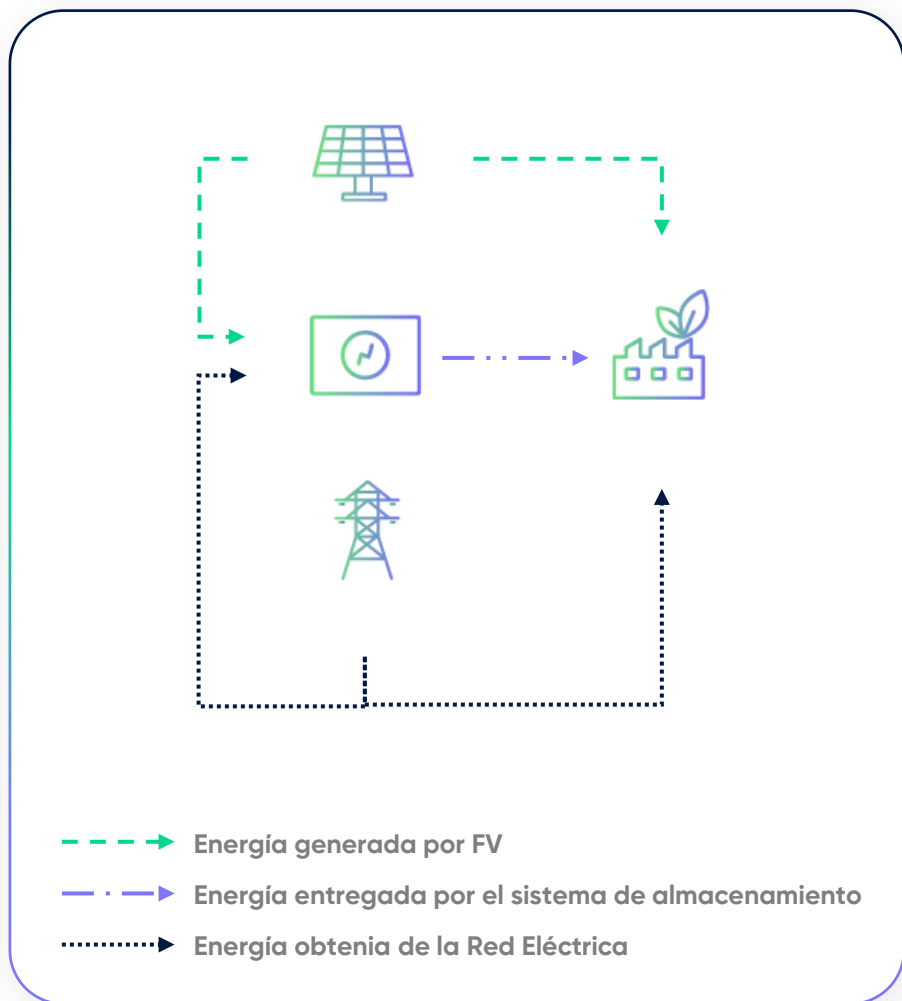 Energía generada por FV
Energía entregada por el sistema de almacenamiento
Energía obtenia de la Red Eléctrica